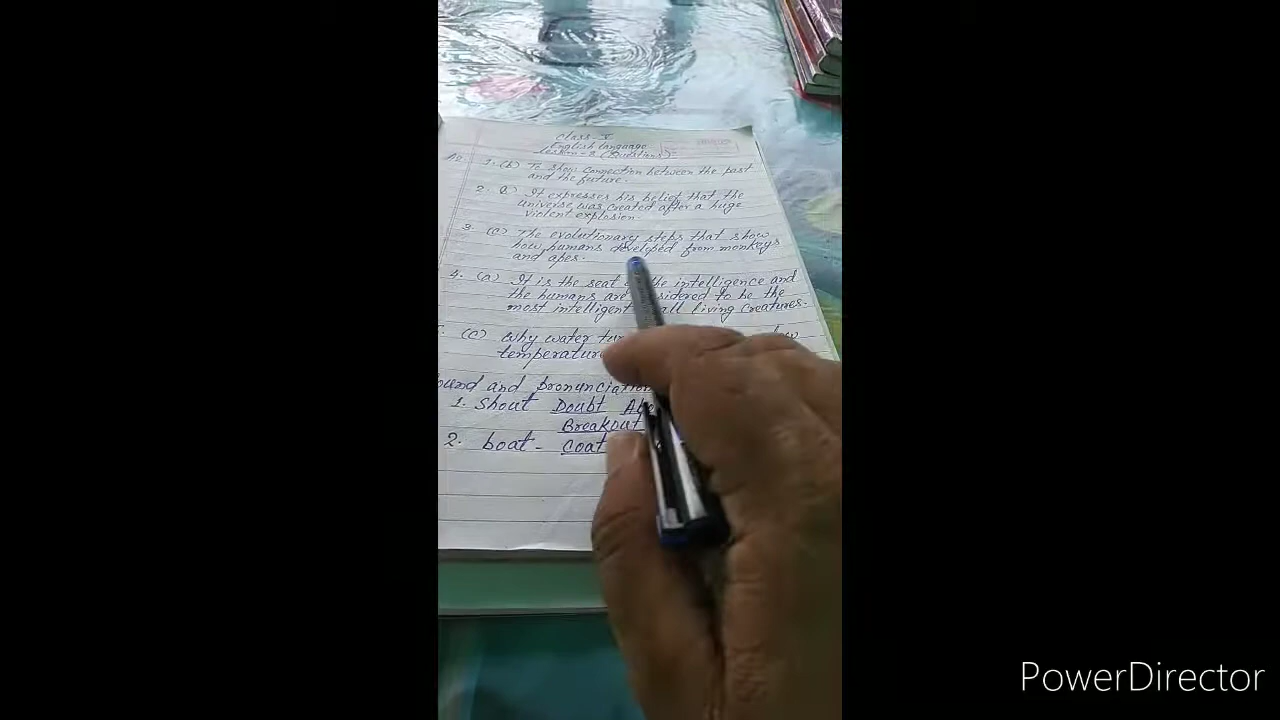 Class-V
English language
Lesson-8 (Questions)
1. (b) To show connection between the past
and the future.
2. It expresses his belief that the
universe was created after a huge
violent explosion.
3. (c) The evolutionary steps that show
how humans developed from monkeys
and apes.
4. (a) It is the seat the intelligence and
the humans are to be the
most intelligent all living creatures.
(c) Why water
temperature
and pronunciation
1. Shout Doubt
Breakout
2. boat - Coat
PowerDirector